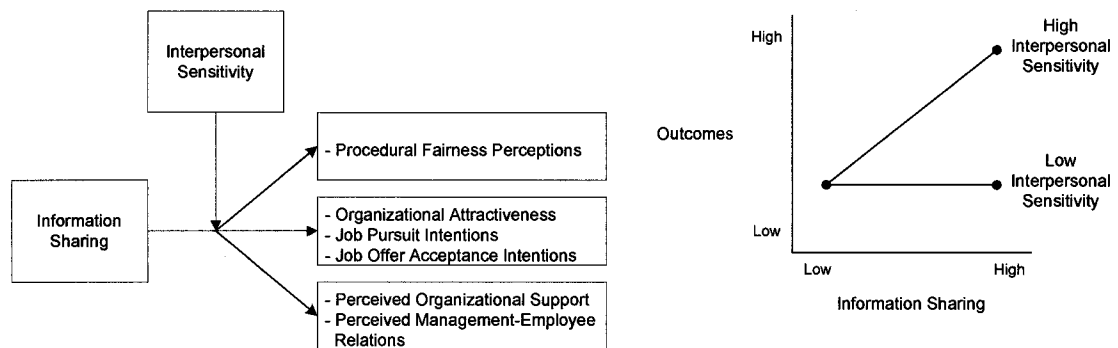 Interpersonal
Sensitivity
Information
Sharing
- Procedural Fairness Perceptions
- Organizational Attractiveness
- Job Pursuit Intentions
- Job Offer Acceptance Intentions
- Perceived Organizational Support
- Perceived Management-Employee
Relations
High
Outcomes
Low
High
Interpersonal
Sensitivity
Low
Interpersonal
Sensitivity
Low
High
Information Sharing